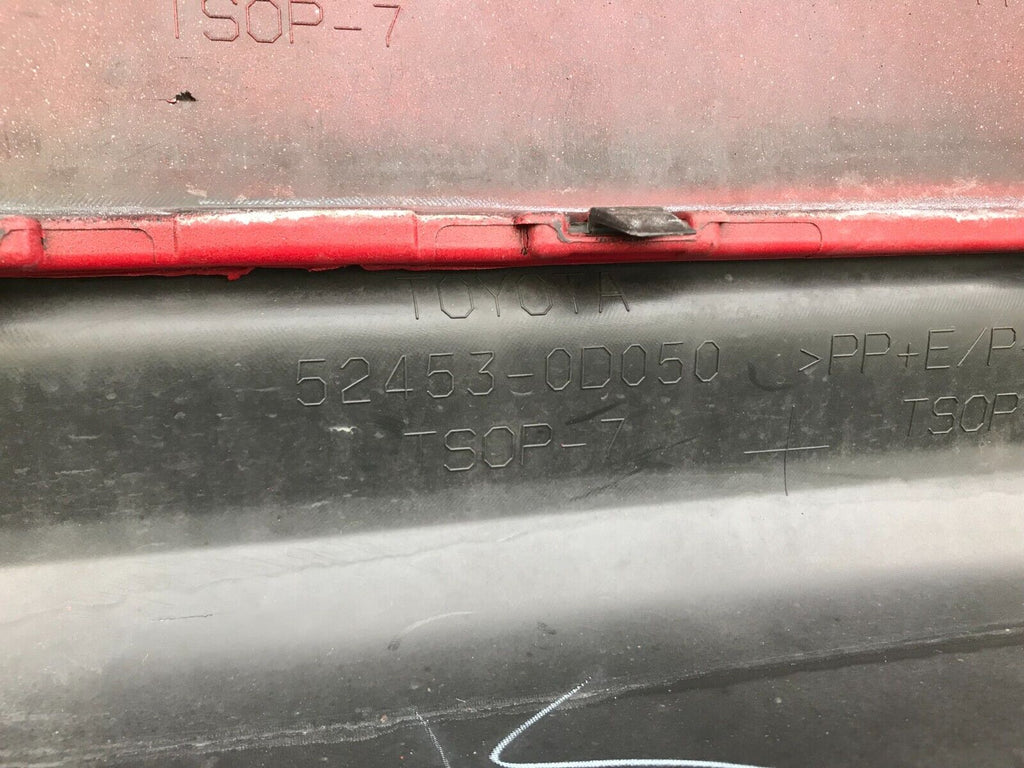 TSOP-7
TOYOTA
52453-0D050
>PP+E/P
TSOP-7
TSOP